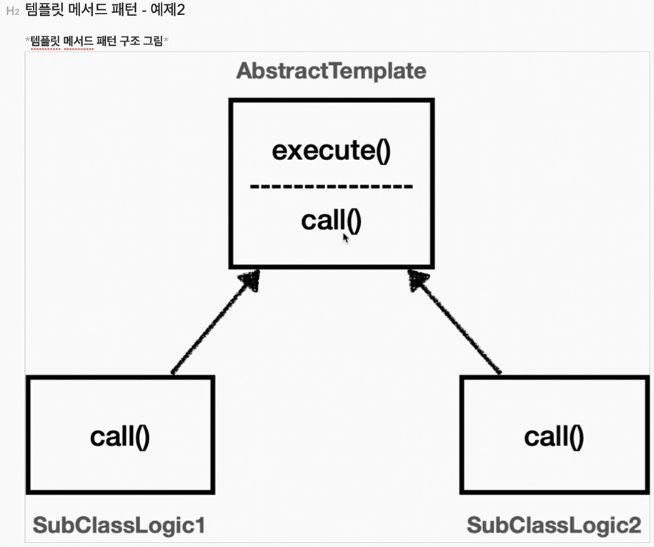 H₂ 템플릿 메서드 패턴 - 예제2
*템플릿 메서드 패턴 구조 그림*
AbstractTemplate
execute()
call()
call()
call()
SubClassLogic1
SubClassLogic2